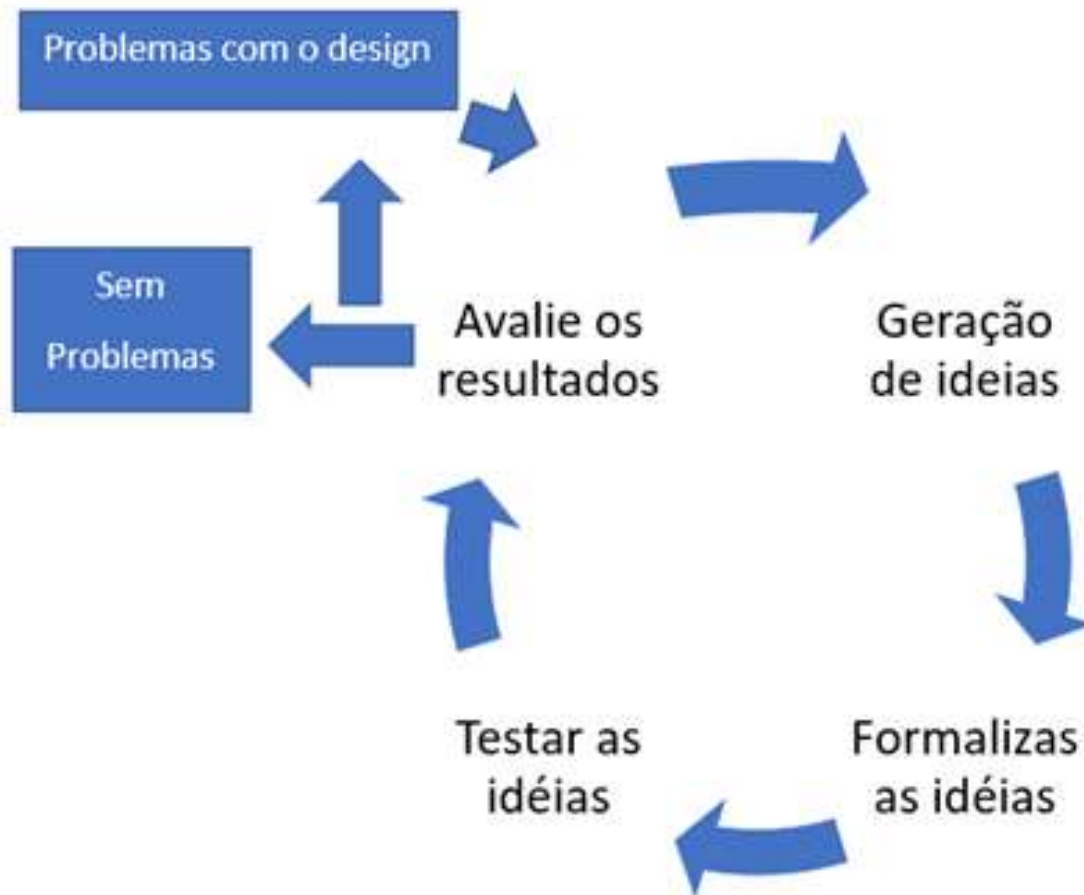 Problemas com o design
Sem
Problemas
Avalie os
resultados
Geração
de ideias
Formalizas
as idéias
Testar as
idéias